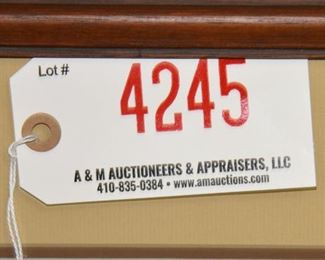 Lot #
4245
A & M AUCTIONEERS & APPRAISERS, LLC
410-835-0384 • www.amauctions.com